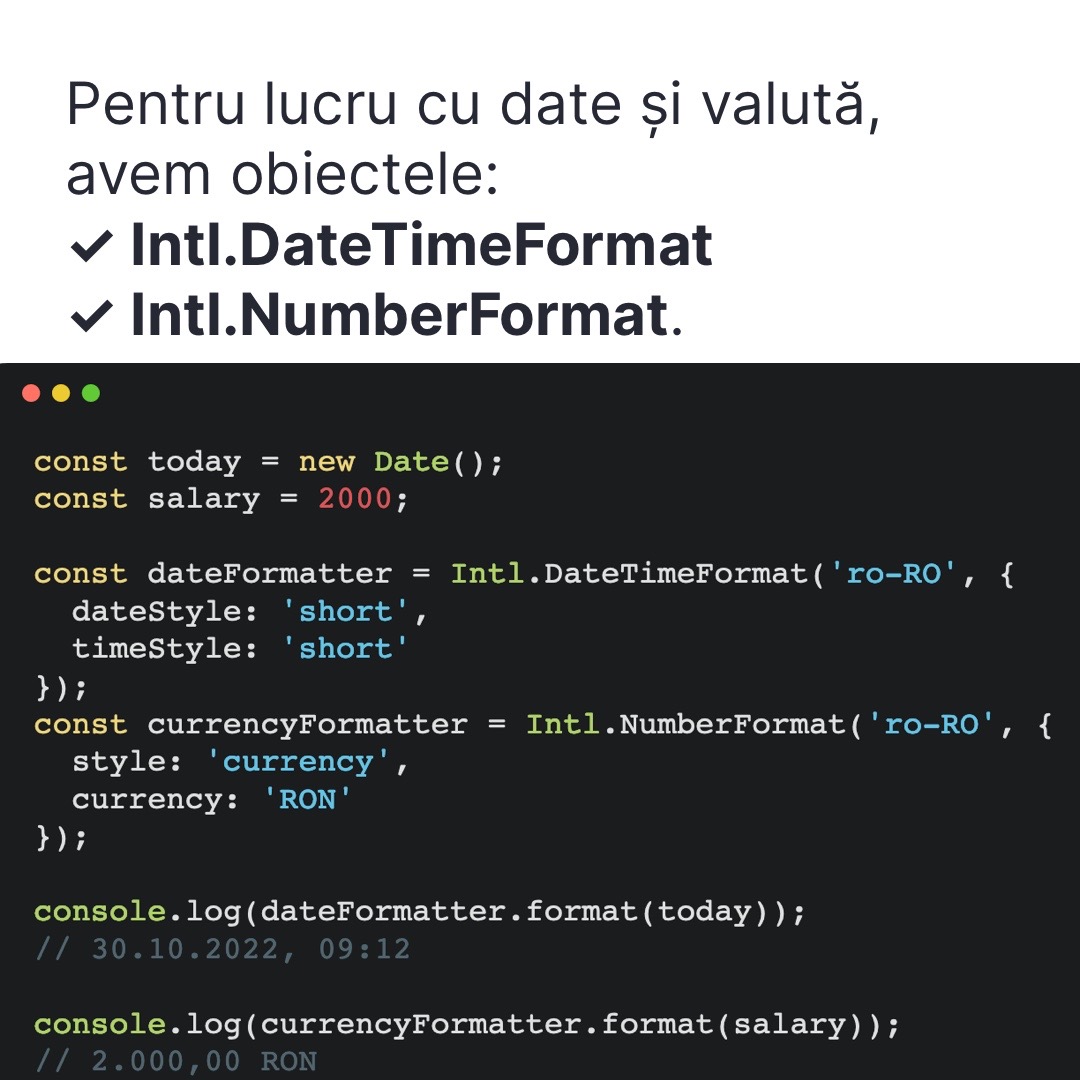 Pentru lucru cu date și valută,
avem obiectele:
✓ Intl.DateTimeFormat
✓ Intl.NumberFormat.
const today = new Date();
const salary = 2000;
const dateFormatter = Intl.DateTimeFormat('ro-RO', {
  dateStyle: 'short',
  timeStyle: 'short'
});
const currencyFormatter = Intl.NumberFormat('ro-RO', {
  style: 'currency',
  currency: 'RON'
});
console.log(dateFormatter.format(today));
// 30.10.2022, 09:12
console.log(currencyFormatter.format(salary));
// 2.000,00 RON